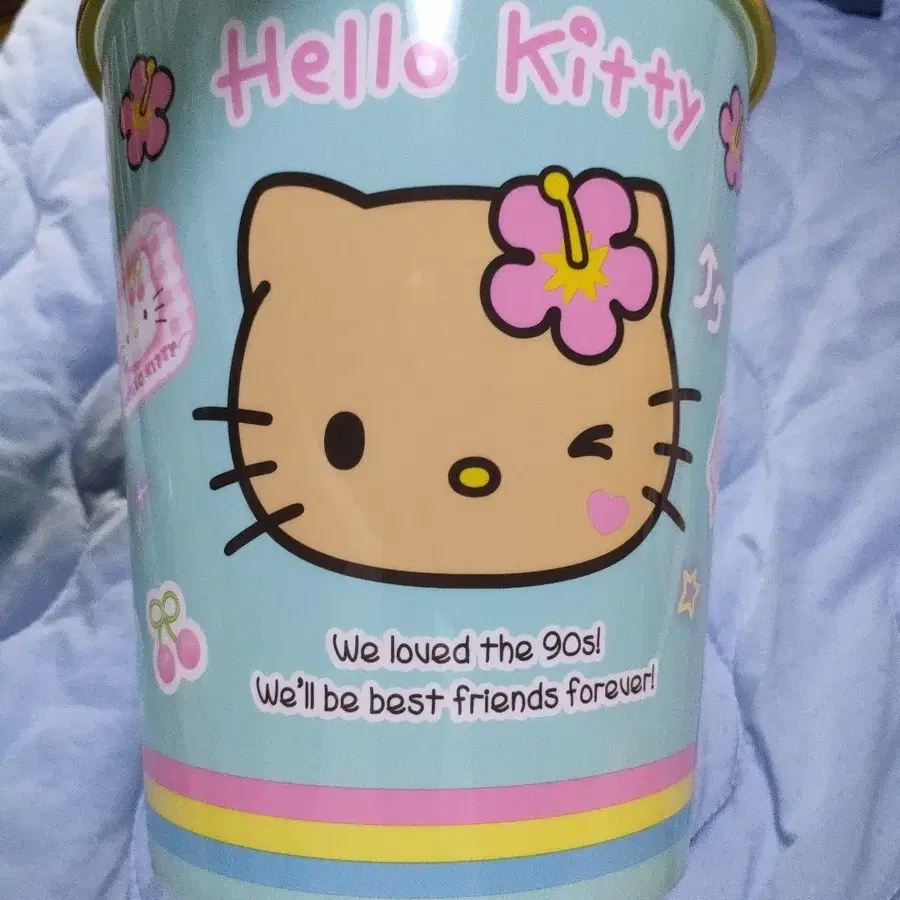 Hello Kitty
We loved the 90s!
We'll be best friends forever!